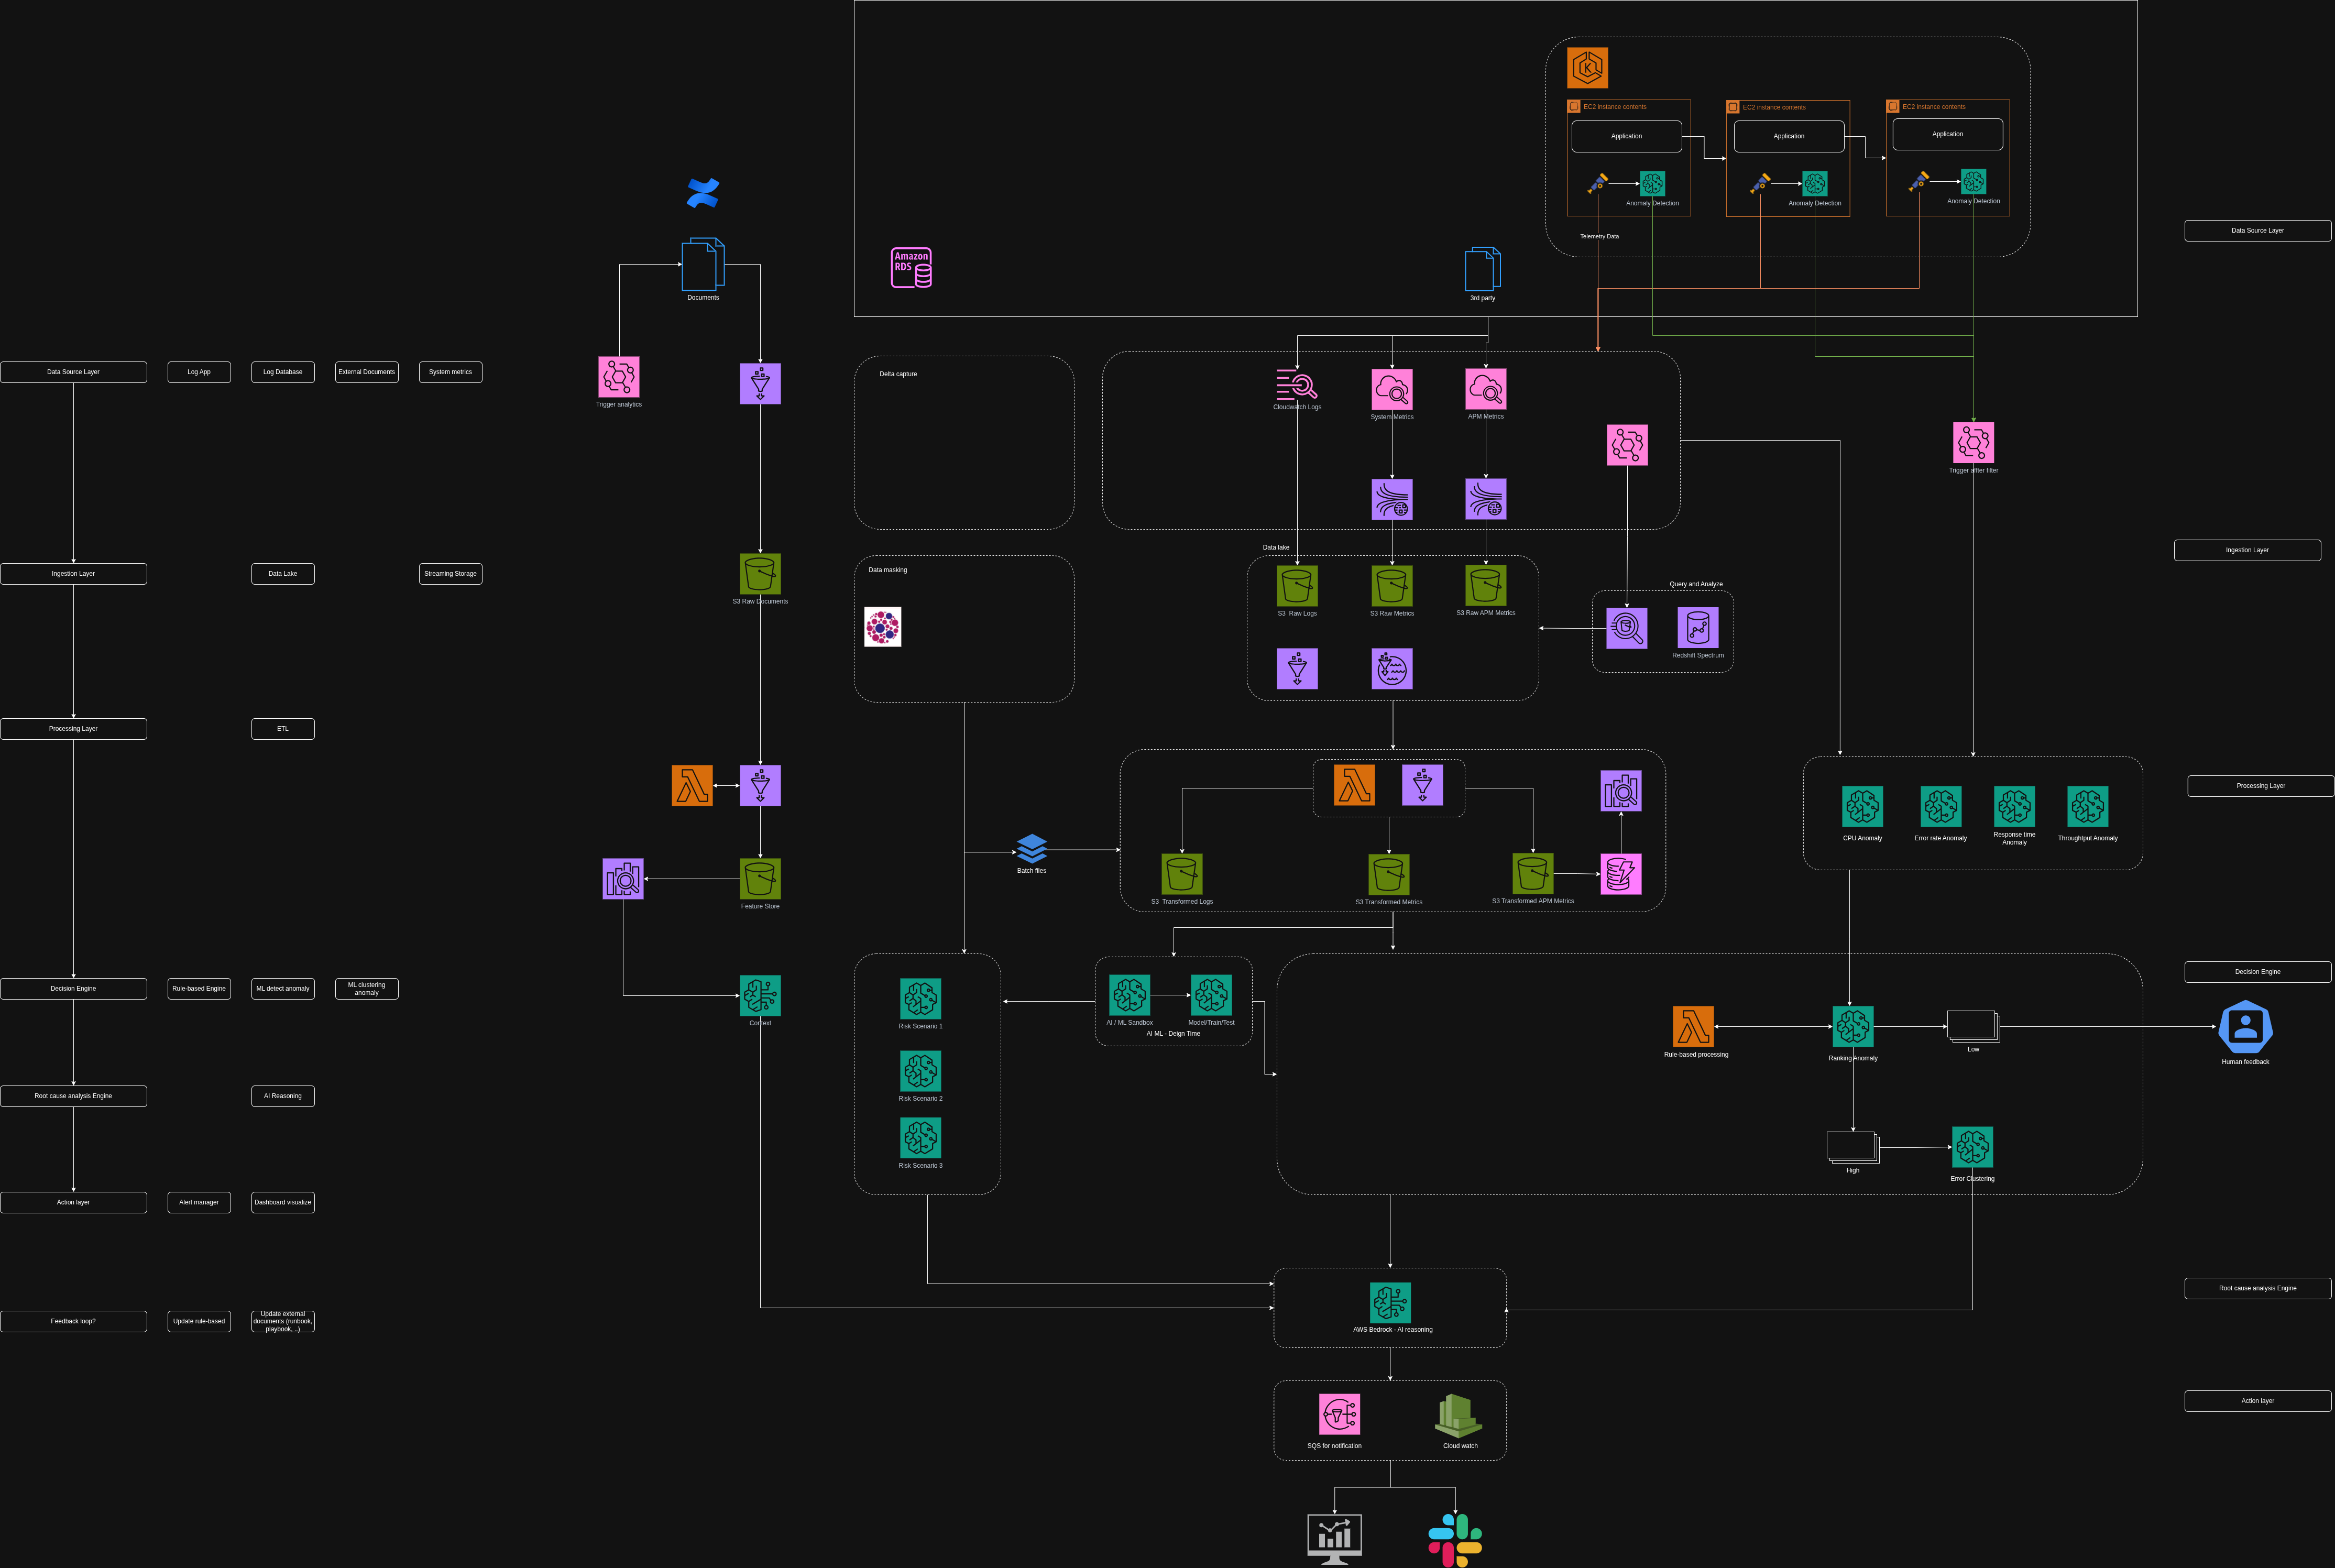 EC2 instance contents
EC2 instance contents
EC2 instance contents
Application
Application
Application
Anomaly Detection
Anomaly Detection
Anomaly Detection
Telemetry Data
Data Source Layer
Amazon
RDS
Documents
3rd party
Data Source Layer
Log App
Log Database
External Documents
System metrics
Trigger analytics
Delta capture
Cloudwatch Logs
System Metrics
APM Metrics
Trigger affter filter
Ingestion Layer
Data lake
Ingestion Layer
Data Lake
Streaming Storage
Data masking
Query and Analyze
S3 Raw Documents
S3  Raw Logs
S3 Raw Metrics
S3 Raw APM Metrics
Redshift Spectrum
Processing Layer
ETL
Processing Layer
CPU Anomaly
Error rate Anomaly
Response time
Anomaly
Throughtput Anomaly
Batch files
Feature Store
S3  Transformed Logs
S3 Transformed Metrics
S3 Transformed APM Metrics
Decision Engine
Decision Engine
Rule-based Engine
ML detect anomaly
ML clustering
anomaly
Context
Risk Scenario 1
AI / ML Sandbox
Model/Train/Test
AI ML - Deign Time
Rule-based processing
Ranking Anomaly
Low
Human feedback
Root cause analysis Engine
AI Reasoning
Risk Scenario 2
Risk Scenario 3
High
Error Clustering
Action layer
Alert manager
Dashboard visualize
Root cause analysis Engine
Feedback loop?
Update rule-based
Update external
documents (runbook,
playbook, ..)
AWS Bedrock - AI reasoning
Action layer
SQS for notification
Cloud watch